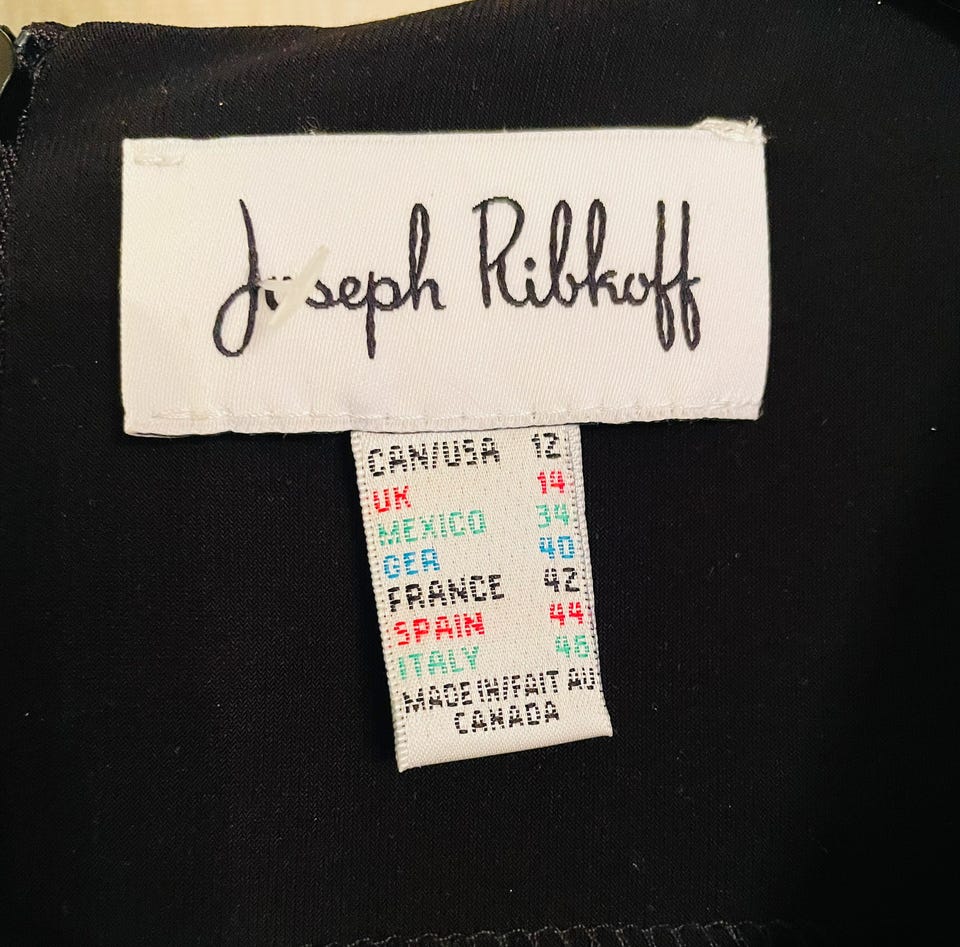 Joseph Ribkoff
CAN/USA 12
UK 14
MEXICO 34
GER 40
FRANCE 42
SPAIN 44
ITALY 48
MADE IN/FAIT AU
CANADA